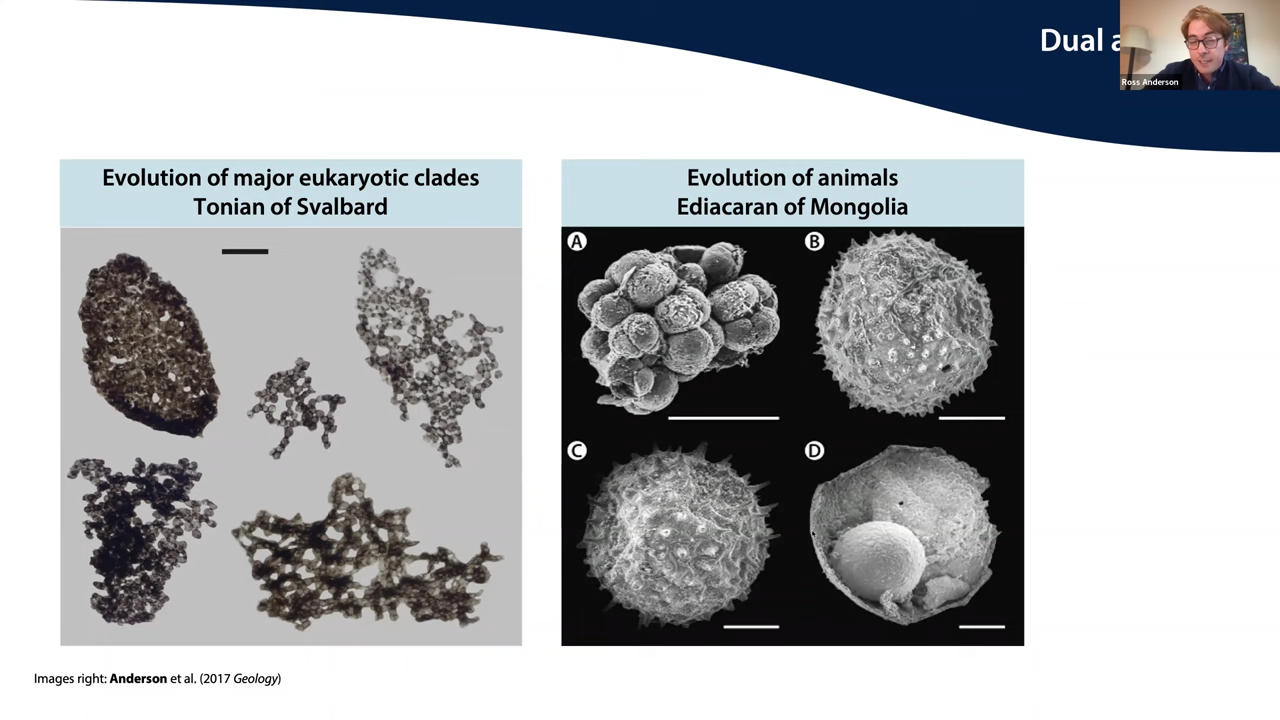 Dual
Ross Anderson
Evolution of major eukaryotic clades
Tonian of Svalbard
Evolution of animals
Ediacaran of Mongolia
A
B
C
D
Images right: Anderson et al. (2017 Geology)